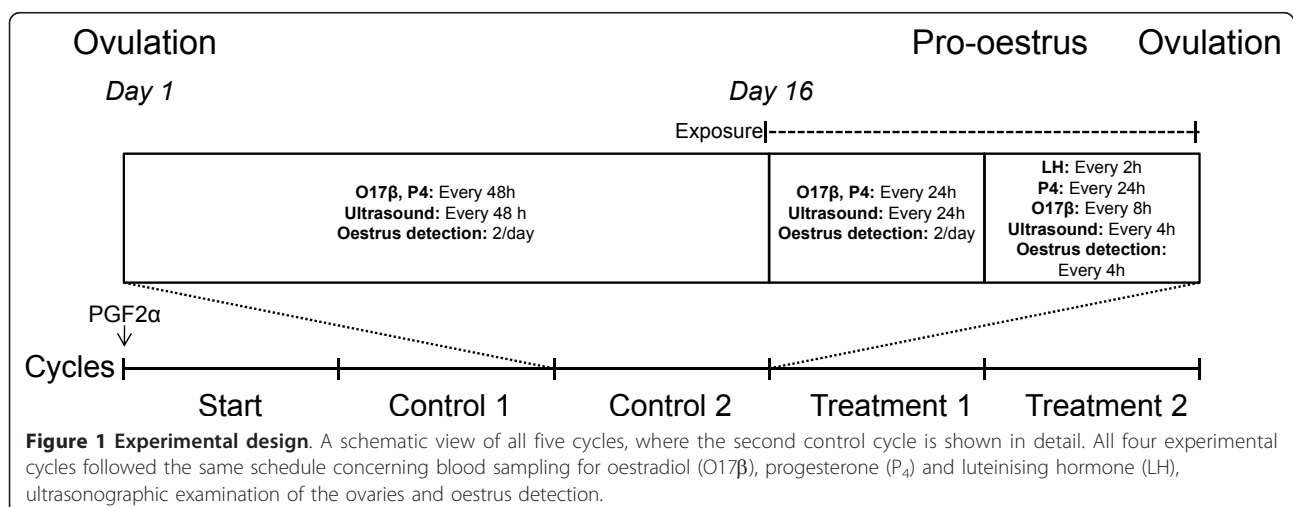 Ovulation Pro-oestrus Ovulation
Day 1 Day 16
Exposure
O17β, P4: Every 48h
Ultrasound: Every 48 h
Oestrus detection: 2/day
O17β, P4: Every 24h
Ultrasound: Every 24h
Oestrus detection: 2/day
LH: Every 2h
P4: Every 24h
O17β: Every 8h
Ultrasound: Every 4h
Oestrus detection:
Every 4h
PGF2α
Cycles
Start Control 1 Control 2 Treatment 1 Treatment 2
Figure 1 Experimental design. A schematic view of all five cycles, where the second control cycle is shown in detail. All four experimental
cycles followed the same schedule concerning blood sampling for oestradiol (O17β), progesterone (P₄) and luteinising hormone (LH),
ultrasonographic examination of the ovaries and oestrus detection.